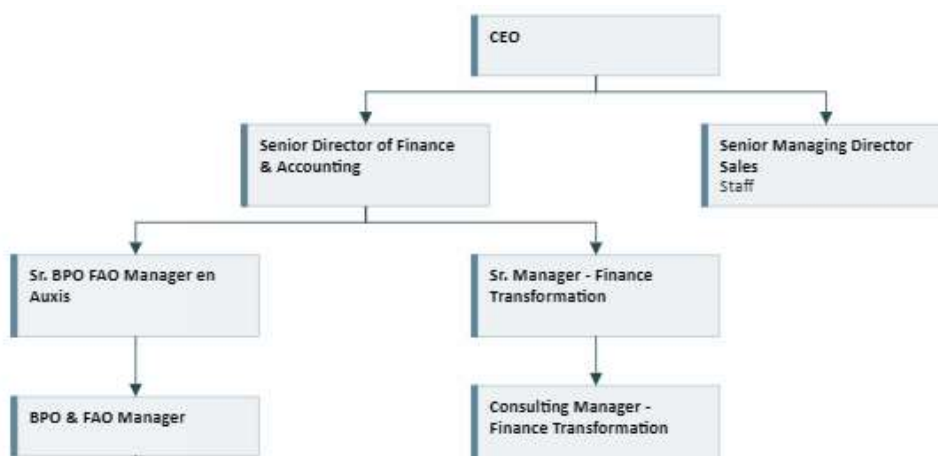 CEO
Senior Director of Finance
& Accounting
Senior Managing Director
Sales
Staff
Sr. BPO FAO Manager en
Auxis
Sr. Manager - Finance
Transformation
BPO & FAO Manager
Consulting Manager -
Finance Transformation